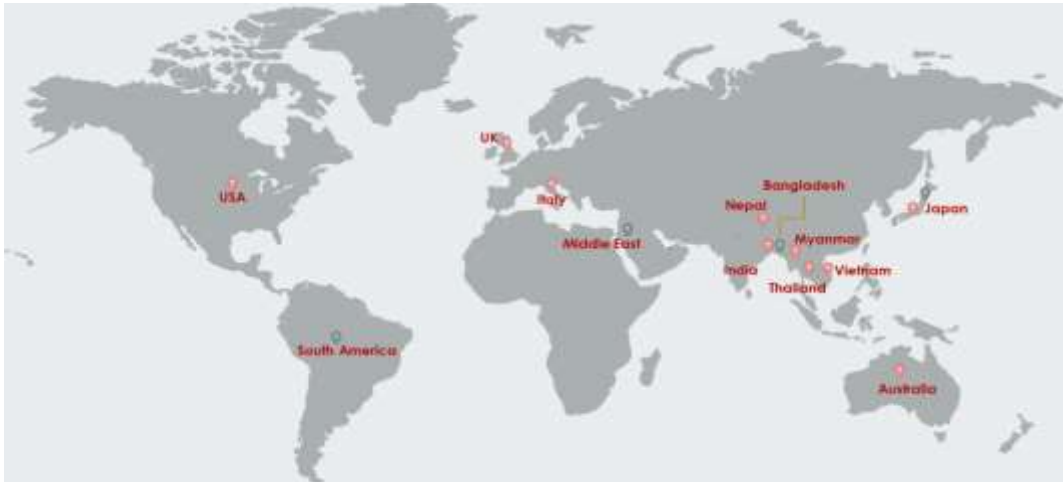 UK
USA
Italy
Bangladesh
Nepal
Japan
Middle East
Myanmar
India
Vietnam
Thailand
South America
Australia